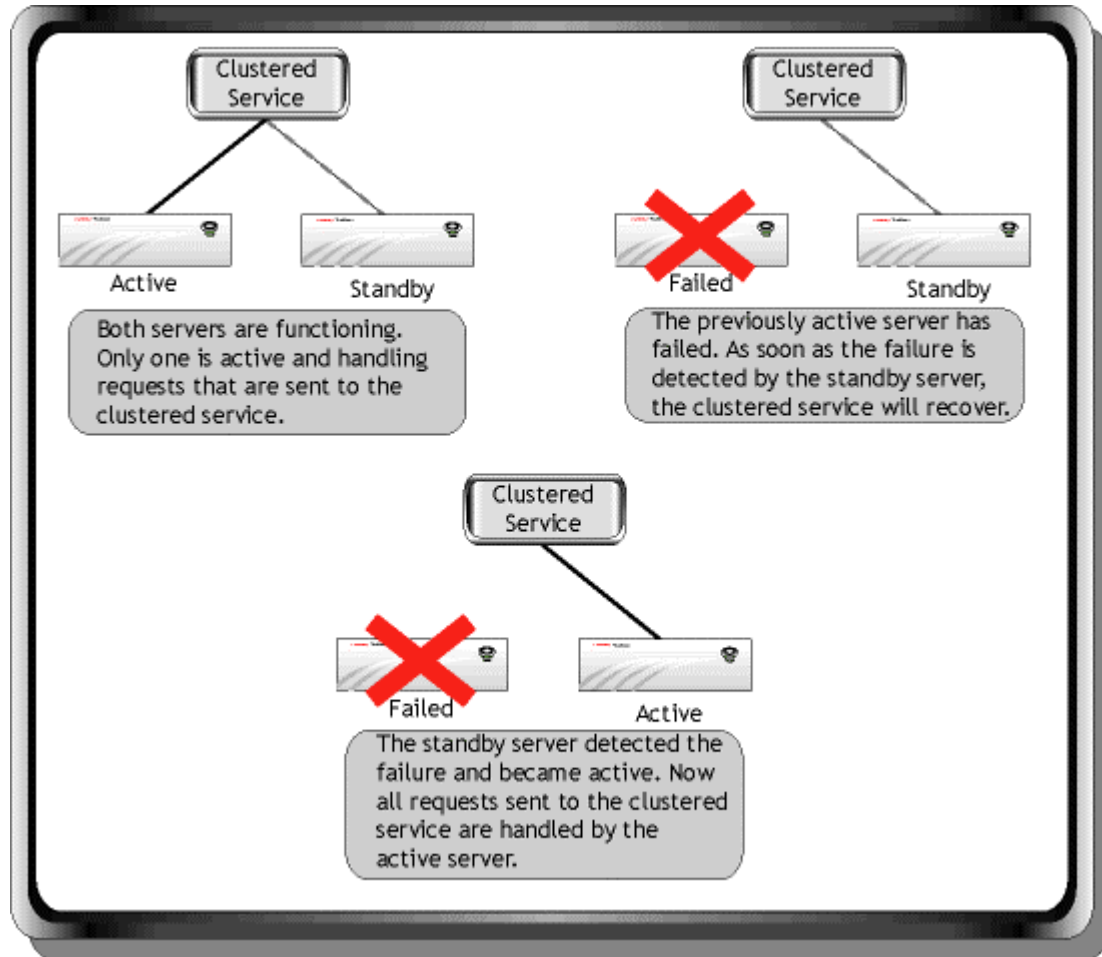 Clustered
Service
Active
Standby
Both servers are functioning.
Only one is active and handling
requests that are sent to the
clustered service.
Clustered
Service
Failed
Standby
The previously active server has
failed. As soon as the failure is
detected by the standby server,
the clustered service will recover.
Clustered
Service
Failed
Active
The standby server detected the
failure and became active. Now
all requests sent to the clustered
service are handled by the
active server.